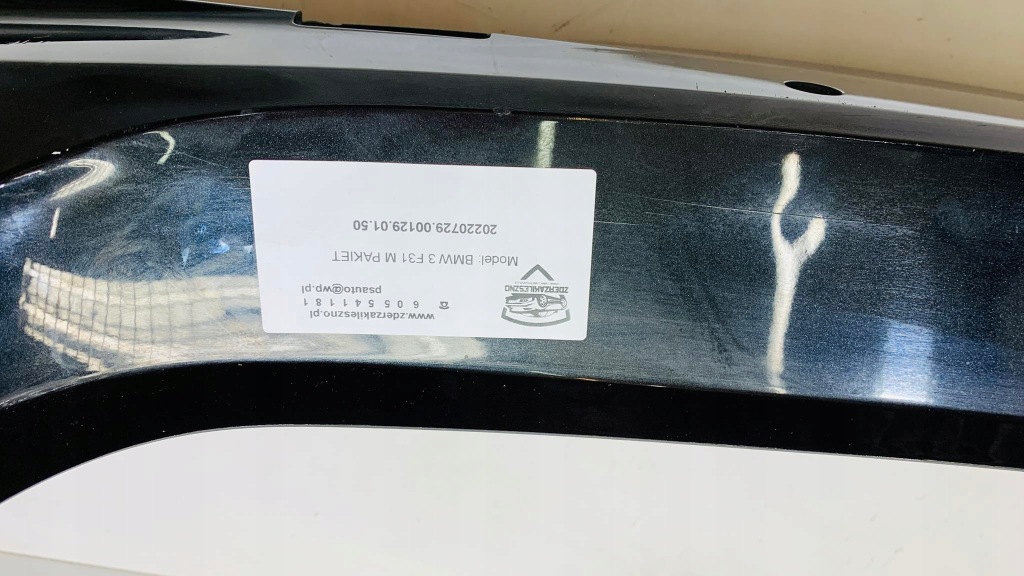 www.zderzakileszno.pl
☎ 605541181
psauto@wp.pl
ZDERZAKILESZNO
Model: BMW 3 F31 M PAKIET
20220729.00129.01.50